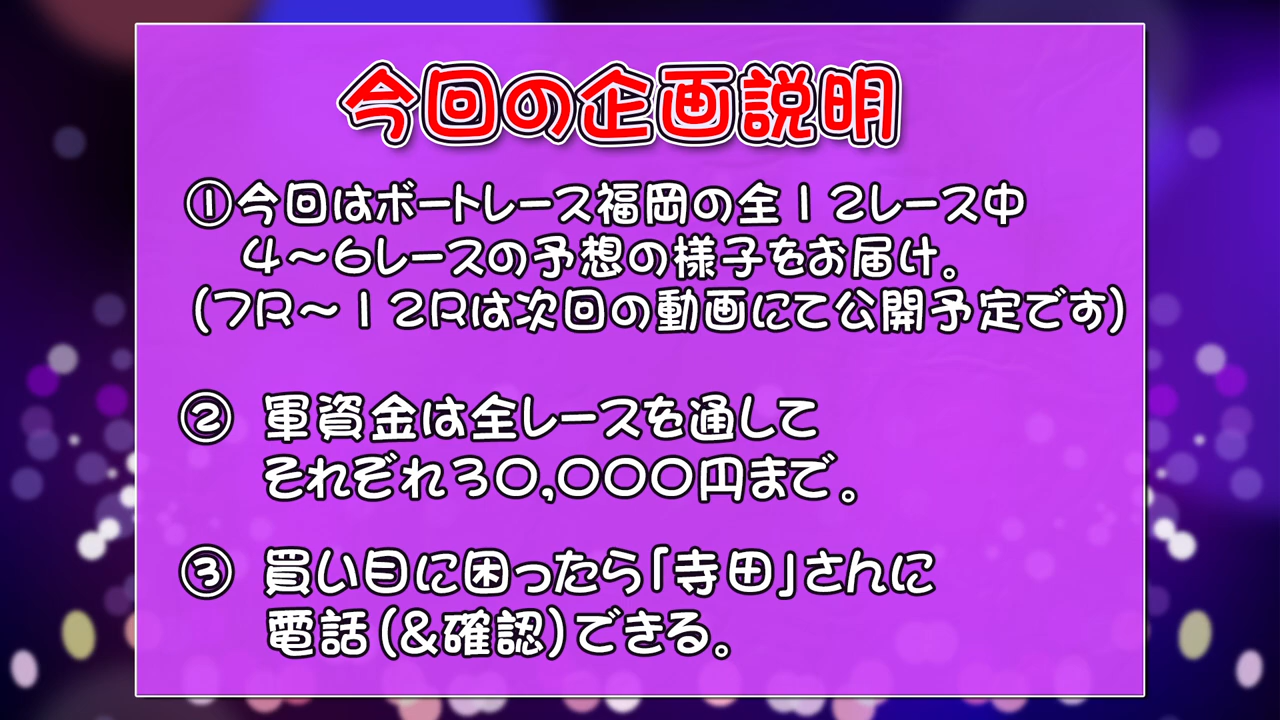 今回の企画説明
①今回はボートレース福岡の全12レース中
4~6レースの予想の様子をお届け。
(7R~12Rは次回の動画にて公開予定です)
② 軍資金は全レースを通して
それぞれ30,000円まで。
③ 買い目に困ったら「寺田」さんに
電話(&確認)できる。